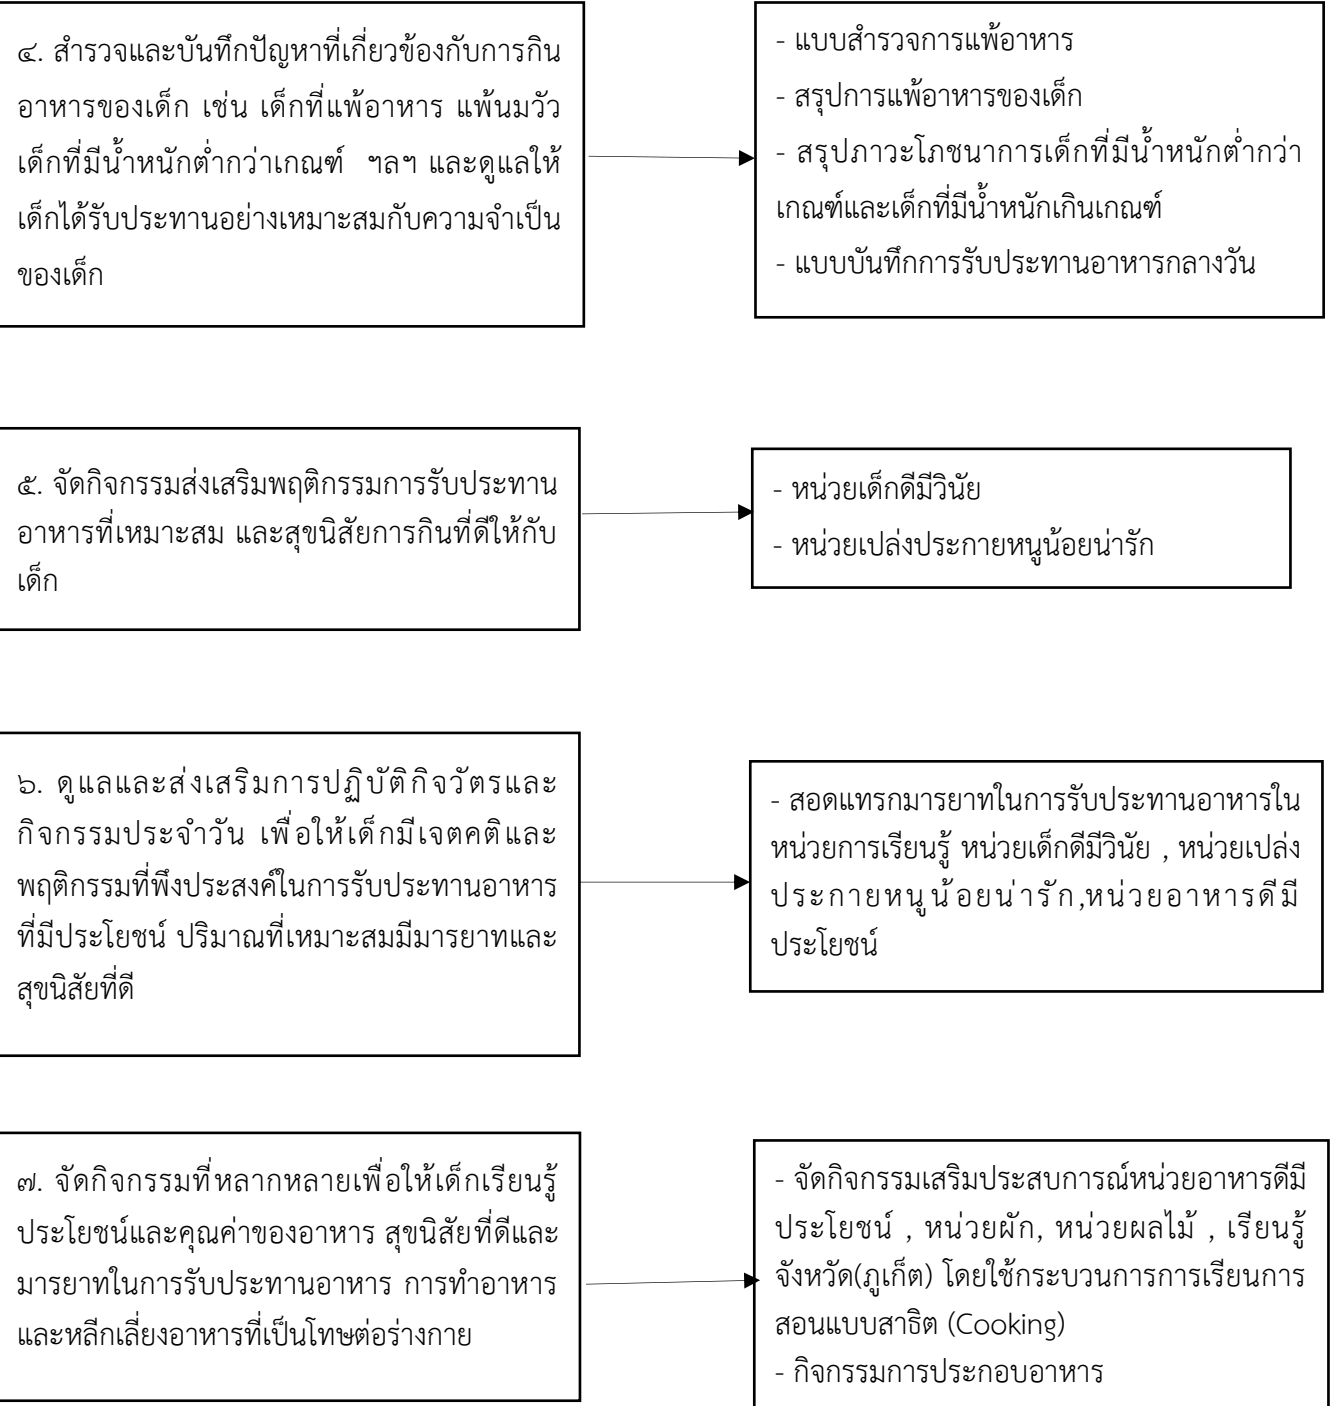 ๔. สำรวจและบันทึกปัญหาที่เกี่ยวข้องกับการกิน
อาหารของเด็ก เช่น เด็กที่แพ้อาหาร แพ้นมวัว
เด็กที่มีน้ำหนักต่ำกว่าเกณฑ์ ฯลฯ และดูแลให้
เด็กได้รับประทานอย่างเหมาะสมกับความจำเป็น
ของเด็ก
- แบบสำรวจการแพ้อาหาร
- สรุปการแพ้อาหารของเด็ก
- สรุปภาวะโภชนาการเด็กที่มีน้ำหนักต่ำกว่า
เกณฑ์และเด็กที่มีน้ำหนักเกินเกณฑ์
- แบบบันทึกการรับประทานอาหารกลางวัน
๕. จัดกิจกรรมส่งเสริมพฤติกรรมการรับประทาน
อาหารที่เหมาะสม และสุขนิสัยการกินที่ดีให้กับ
เด็ก
- หน่วยเด็กดีมีวินัย
- หน่วยเปล่งประกายหนูน้อยน่ารัก
๖. ดูแลและส่งเสริมการปฏิบัติกิจวัตรและ
กิจกรรมประจำวัน เพื่อให้เด็กมีเจตคติและ
พฤติกรรมที่พึงประสงค์ในการรับประทานอาหาร
ที่มีประโยชน์ ปริมาณที่เหมาะสมมีมารยาทและ
สุขนิสัยที่ดี
- สอดแทรกมารยาทในการรับประทานอาหารใน
หน่วยการเรียนรู้ หน่วยเด็กดีมีวินัย , หน่วยเปล่ง
ประกายหนูน้อยน่ารัก,หน่วยอาหารดีมี
ประโยชน์
๗. จัดกิจกรรมที่หลากหลายเพื่อให้เด็กเรียนรู้
ประโยชน์และคุณค่าของอาหาร สุขนิสัยที่ดีและ
มารยาทในการรับประทานอาหาร การทำอาหาร
และหลีกเลี่ยงอาหารที่เป็นโทษต่อร่างกาย
- จัดกิจกรรมเสริมประสบการณ์หน่วยอาหารดีมี
ประโยชน์ , หน่วยผัก, หน่วยผลไม้ , เรียนรู้
จังหวัด(ภูเก็ต) โดยใช้กระบวนการการเรียนการ
สอนแบบสาธิต (Cooking)
- กิจกรรมการประกอบอาหาร